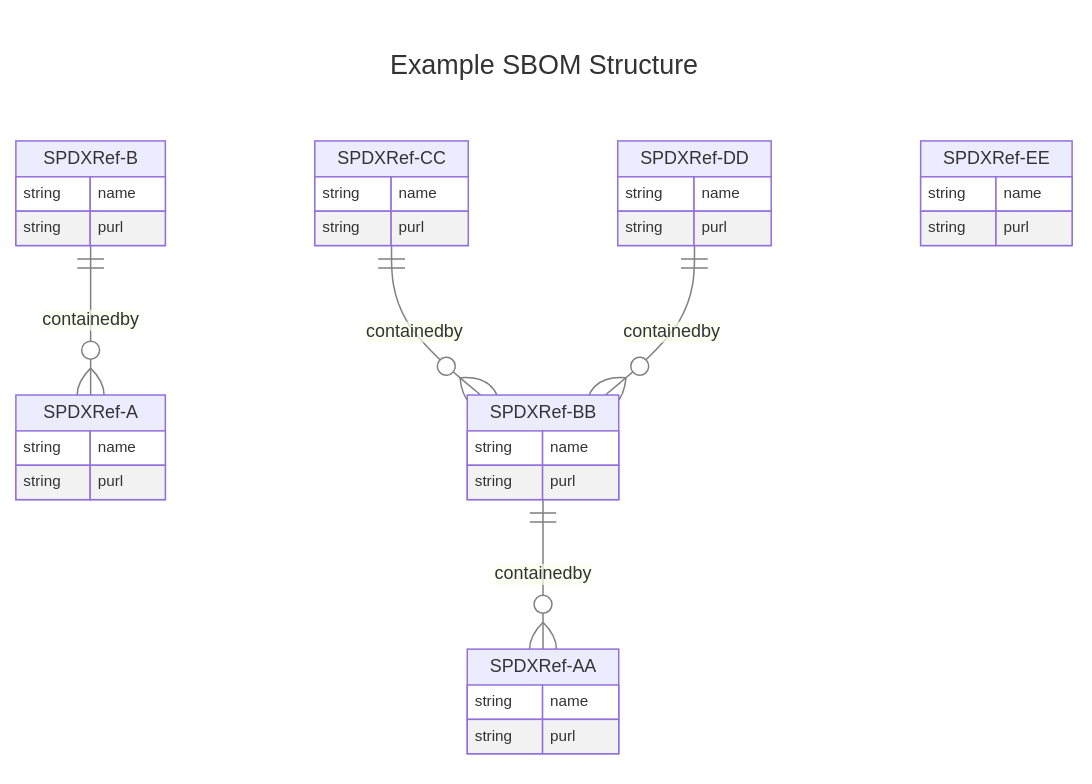 Example SBOM Structure
SPDXRef-B
string name
string purl
SPDXRef-CC
string name
string purl
SPDXRef-DD
string name
string purl
SPDXRef-EE
string name
string purl
containedby
containedby
containedby
SPDXRef-A
string name
string purl
SPDXRef-BB
string name
string purl
containedby
SPDXRef-AA
string name
string purl